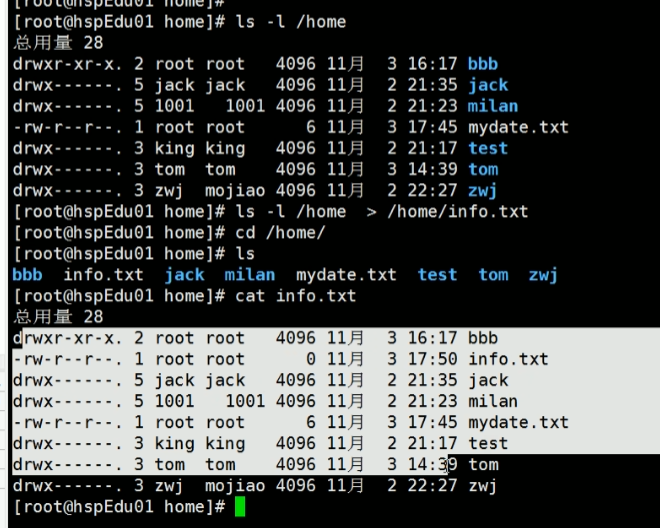 [root@hspEdu01 home]#
[root@hspEdu01 home]# ls -l /home
总用量 28
drwxr-xr-x. 2 root root   4096 11月  3 16:17 bbb
drwx------. 5 jack jack   4096 11月  2 21:35 jack
drwx------. 5 1001   1001 4096 11月  2 21:23 milan
-rw-r--r--. 1 root root      6 11月  3 17:45 mydate.txt
drwx------. 3 king king   4096 11月  2 21:17 test
drwx------. 3 tom  tom    4096 11月  3 14:39 tom
drwx------. 3 zwj  mojiao 4096 11月  2 22:27 zwj
[root@hspEdu01 home]# ls -l /home  > /home/info.txt
[root@hspEdu01 home]# cd /home/
[root@hspEdu01 home]# ls
bbb  info.txt  jack  milan  mydate.txt  test  tom  zwj
[root@hspEdu01 home]# cat info.txt
总用量 28
drwxr-xr-x. 2 root root   4096 11月  3 16:17 bbb
-rw-r--r--. 1 root root      0 11月  3 17:50 info.txt
drwx------. 5 jack jack   4096 11月  2 21:35 jack
drwx------. 5 1001   1001 4096 11月  2 21:23 milan
-rw-r--r--. 1 root root      6 11月  3 17:45 mydate.txt
drwx------. 3 king king   4096 11月  2 21:17 test
drwx------. 3 tom  tom    4096 11月  3 14:39 tom
drwx------. 3 zwj  mojiao 4096 11月  2 22:27 zwj
[root@hspEdu01 home]#